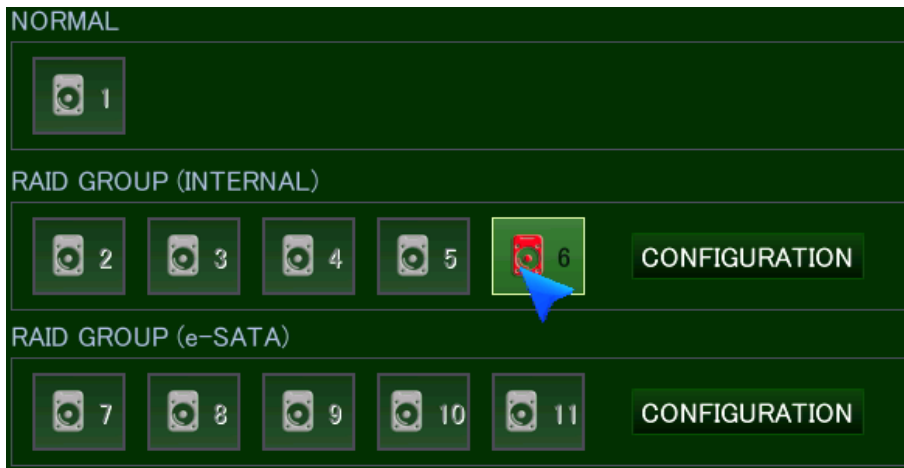 NORMAL
1
RAID GROUP (INTERNAL)
2 3 4 5 6 CONFIGURATION
RAID GROUP (e-SATA)
7 8 9 10 11 CONFIGURATION